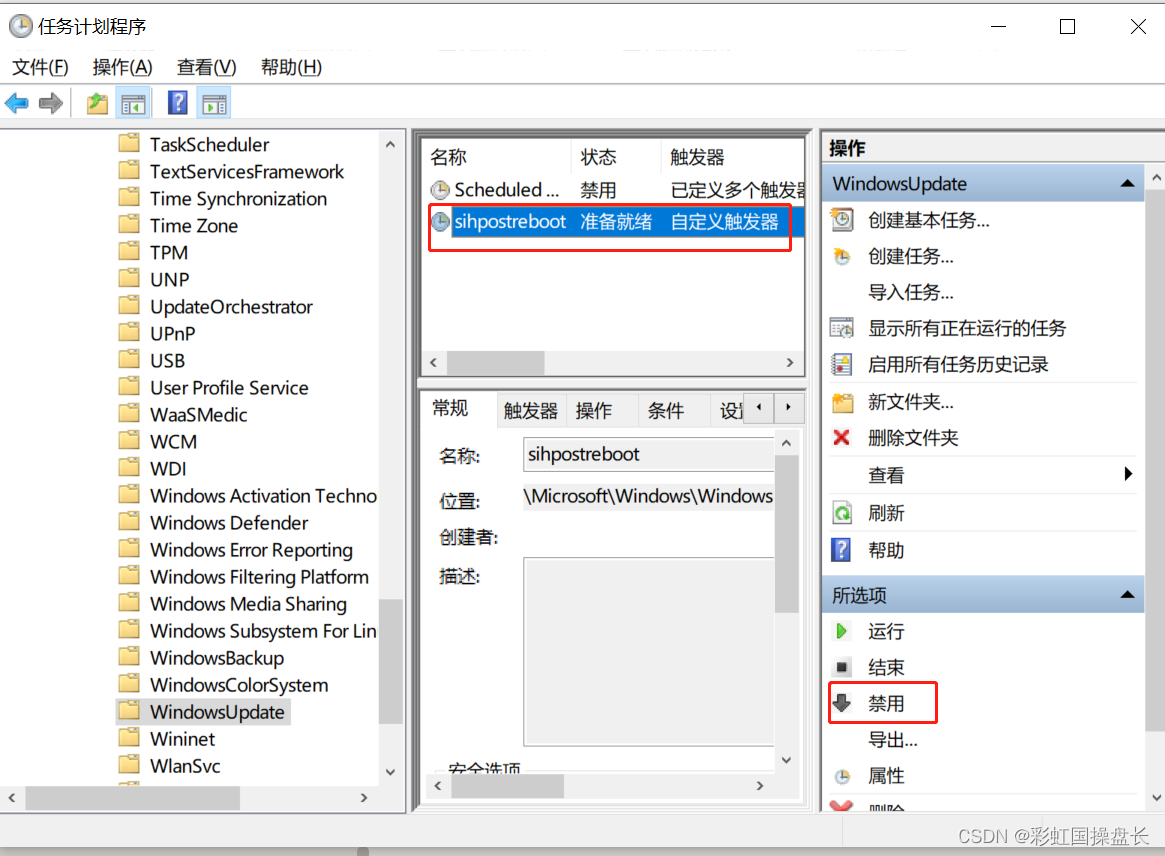 任务计划程序
文件(F) 操作(A) 查看(V) 帮助(H)
TaskScheduler
TextServicesFramework
Time Synchronization
Time Zone
TPM
UNP
UpdateOrchestrator
UPnP
USB
User Profile Service
WaaSMedic
WCM
WDI
Windows Activation Techno
Windows Defender
Windows Error Reporting
Windows Filtering Platform
Windows Media Sharing
Windows Subsystem For Lin
WindowsBackup
WindowsColorSystem
WindowsUpdate
Wininet
WlanSvc
名称 状态 触发器
Scheduled ... 禁用 已定义多个触发器
sihpostreboot 准备就绪 自定义触发器
常规 触发器 操作 条件 设置
名称: sihpostreboot
位置: \Microsoft\Windows\Windows
创建者:
描述:
安全选项
操作
WindowsUpdate
创建基本任务...
创建任务...
导入任务...
显示所有正在运行的任务
启用所有任务历史记录
新文件夹...
删除文件夹
查看
刷新
帮助
所选项
运行
结束
禁用
导出...
属性
删除
CSDN @彩虹国操盘长